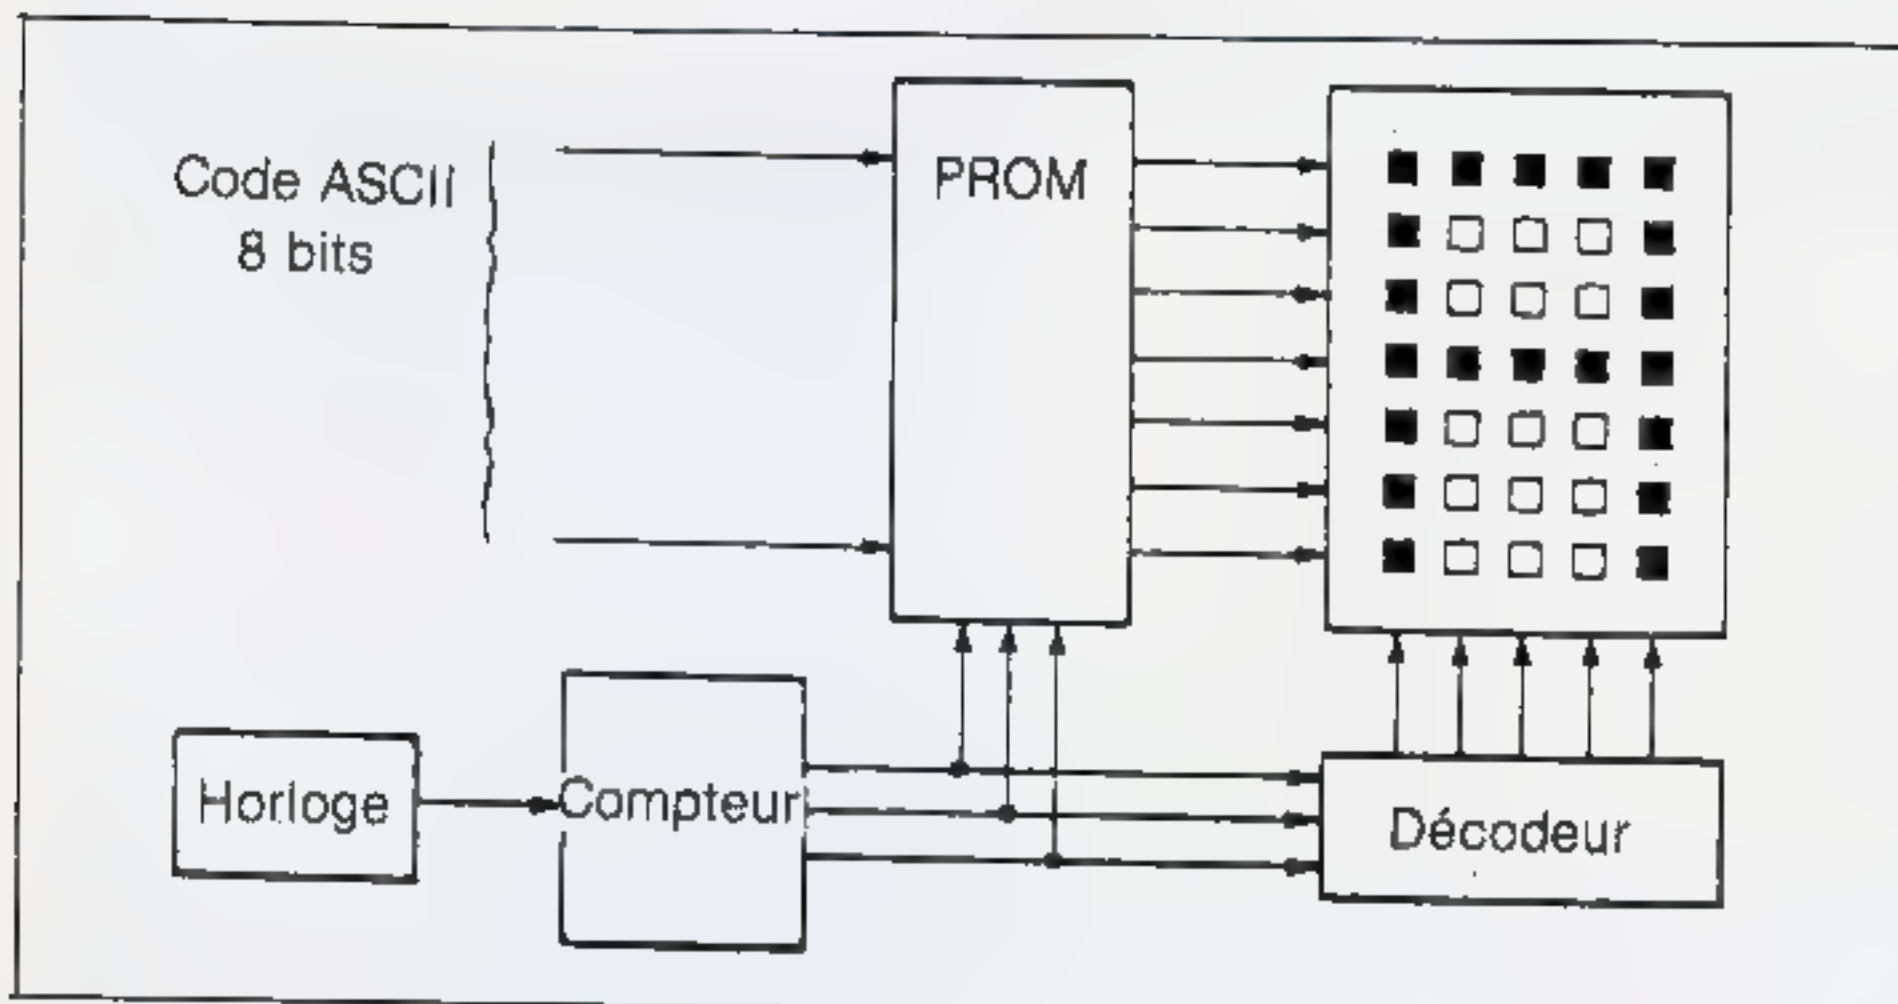 Code ASCII
8 bits
PROM
Horloge
Compteur
Décodeur